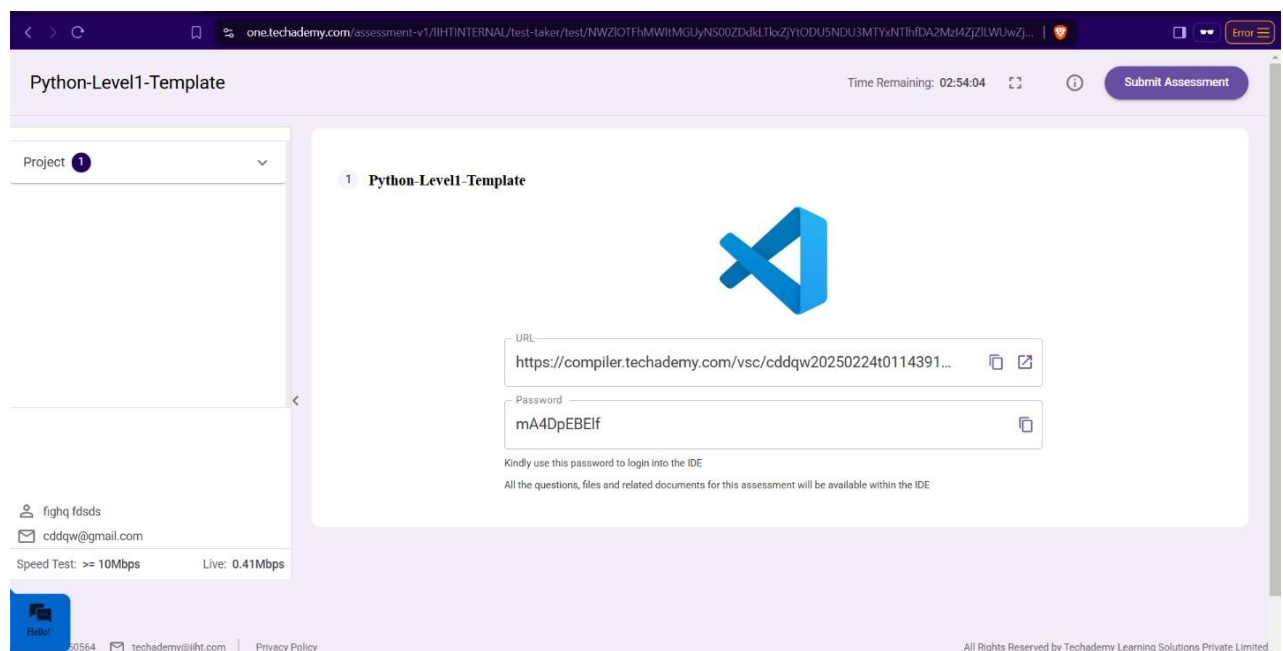 one.techademy.com/assessment-v1/IIHTINTERNAL/test-taker/test/
Error
Python-Level1-Template
Time Remaining: 02:54:04
Submit Assessment
Project 1
1 Python-Level1-Template
URL
https://compiler.techademy.com/vsc/cddqw20250224t0114391...
Password
mA4DpEBElf
Kindly use this password to login into the IDE
All the questions, files and related documents for this assessment will be available within the IDE
fighq fdsds
cddqw@gmail.com
Speed Test: >= 10Mbps Live: 0.41Mbps
Hello!
50564 techademy@iiht.com | Privacy Policy
All Rights Reserved by Techademy Learning Solutions Private Limited